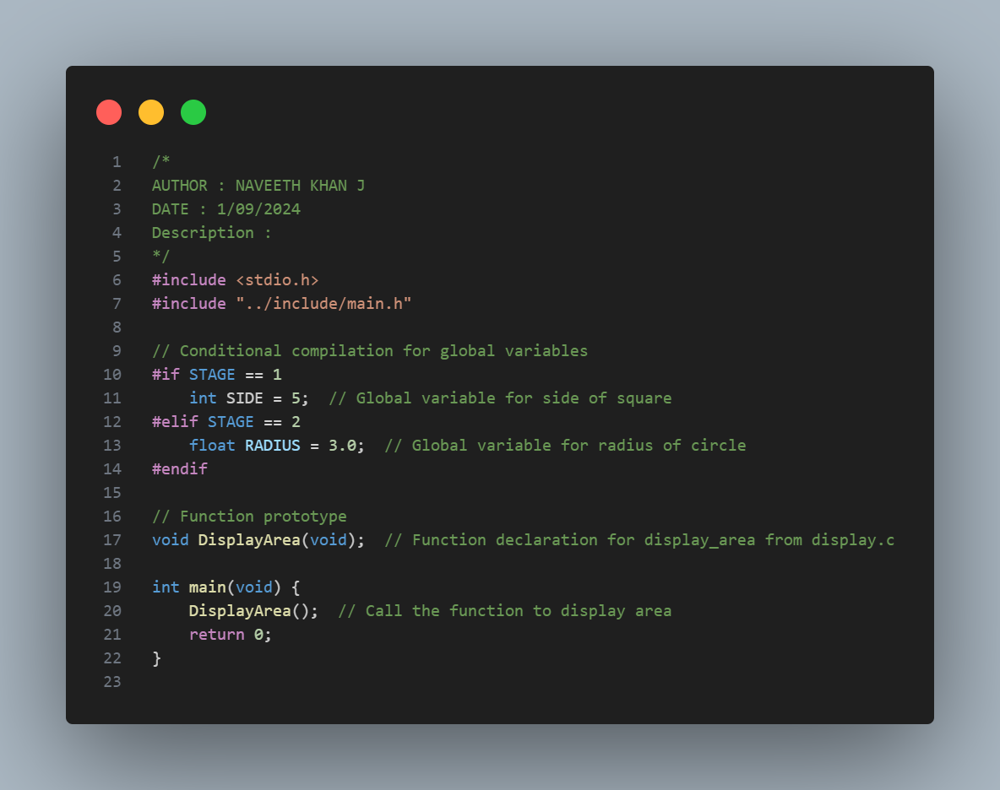 1 /*
2 AUTHOR : NAVEETH KHAN J
3 DATE : 1/09/2024
4 Description :
5 */
6 #include <stdio.h>
7 #include "../include/main.h"
8
9 // Conditional compilation for global variables
10 #if STAGE == 1
11     int SIDE = 5;  // Global variable for side of square
12 #elif STAGE == 2
13     float RADIUS = 3.0;  // Global variable for radius of circle
14 #endif
15
16 // Function prototype
17 void DisplayArea(void);  // Function declaration for display_area from display.c
18
19 int main(void) {
20     DisplayArea();  // Call the function to display area
21     return 0;
22 }
23